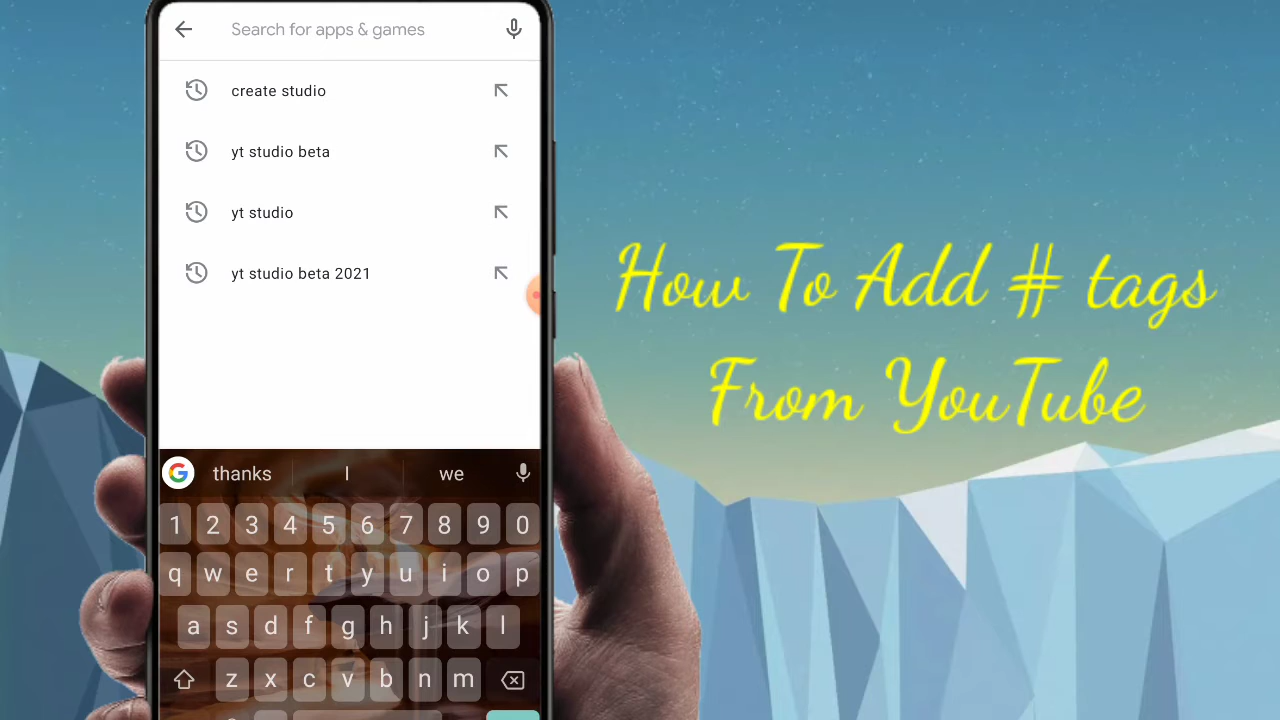 Search for apps & games
create studio
yt studio beta
yt studio
yt studio beta 2021
How To Add # tags
From YouTube
G thanks I we
1 2 3 4 5 6 7 8 9 0
q w e r t y u i o p
a s d f g h j k l
z x c v b n m